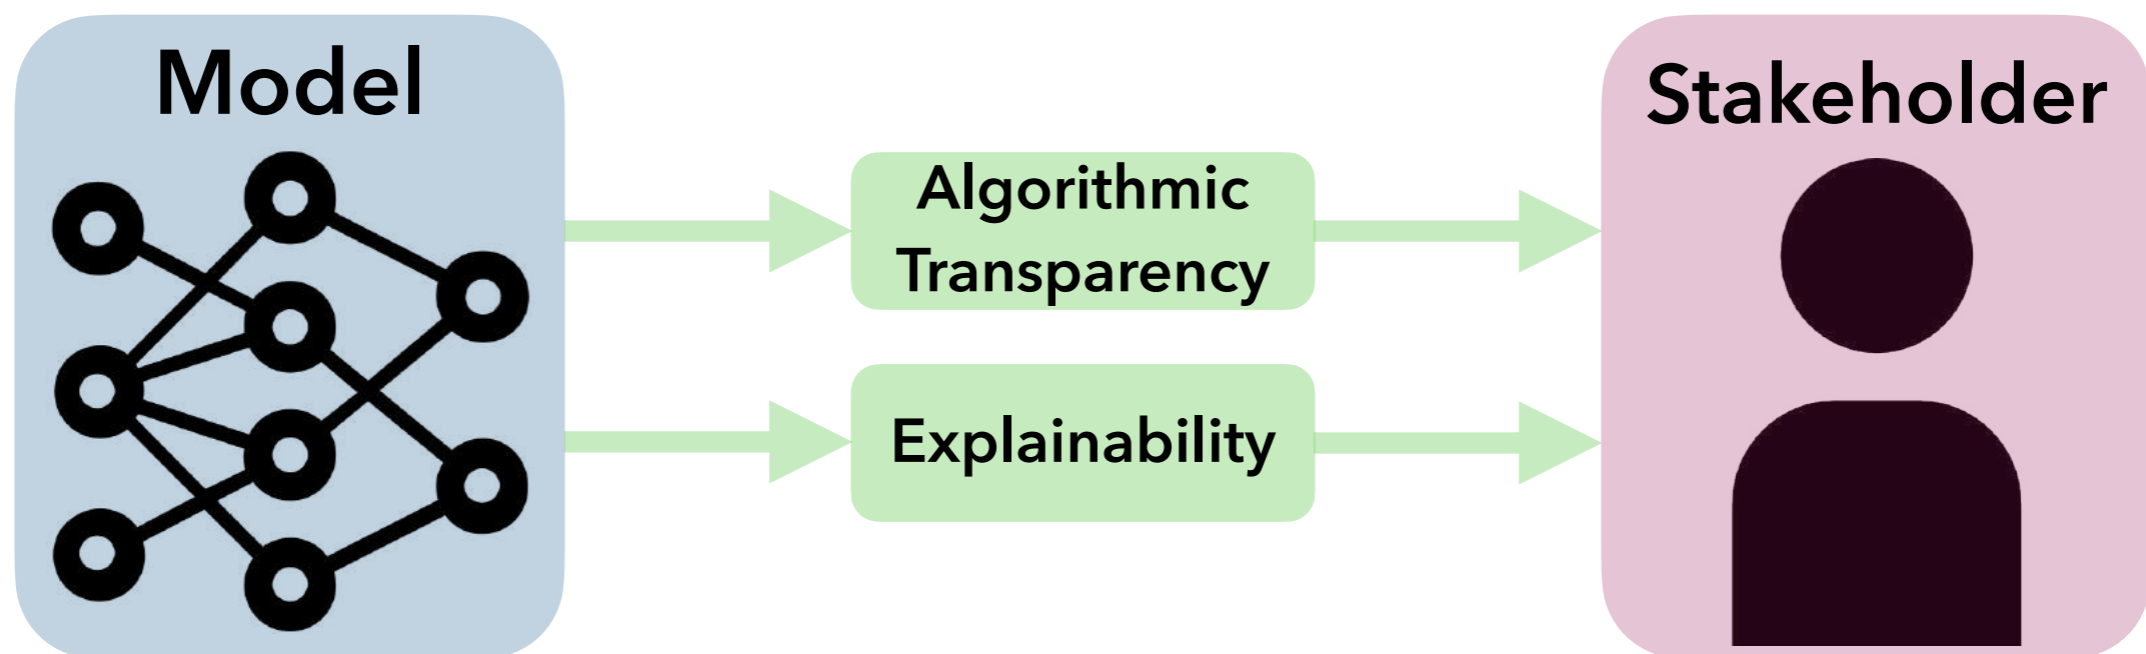 Model
Algorithmic
Transparency
Explainability
Stakeholder